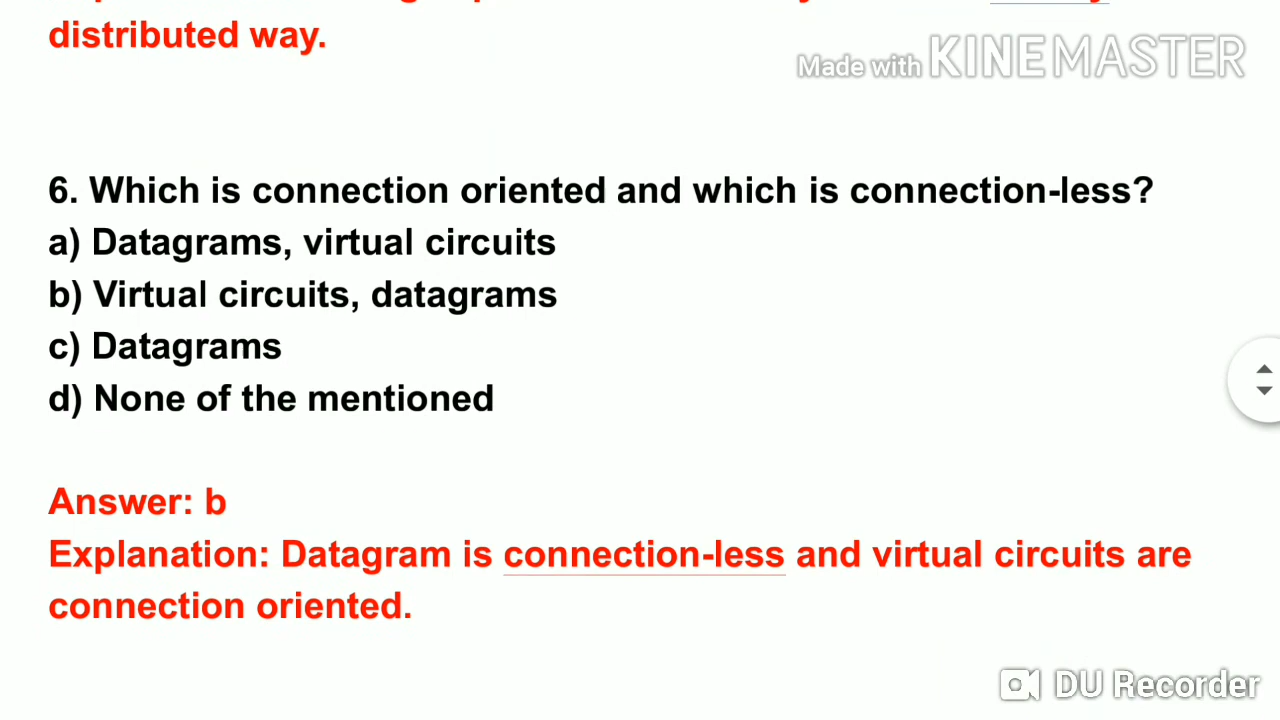 distributed way.
Made with KINEMASTER
6. Which is connection oriented and which is connection-less?
a) Datagrams, virtual circuits
b) Virtual circuits, datagrams
c) Datagrams
d) None of the mentioned
Answer: b
Explanation: Datagram is connection-less and virtual circuits are
connection oriented.
DU Recorder